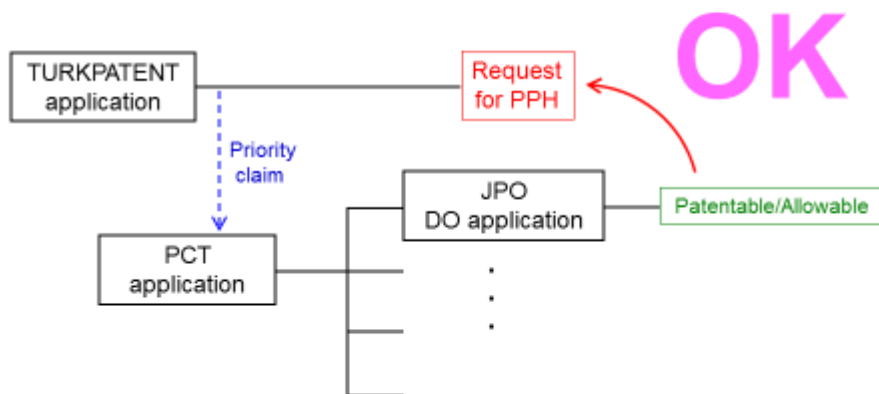 OK
TURKPATENT
application
Request
for PPH
Priority
claim
JPO
DO application
Patentable/Allowable
PCT
application